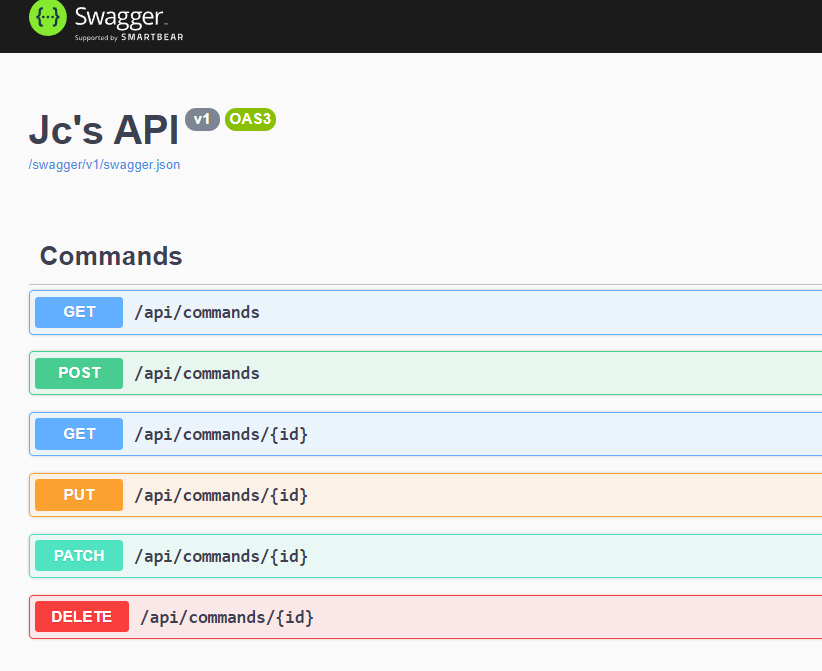 {...} Swagger
Supported by SMARTBEAR
Jc's API v1 OAS3
/swagger/v1/swagger.json
Commands
GET /api/commands
POST /api/commands
GET /api/commands/{id}
PUT /api/commands/{id}
PATCH /api/commands/{id}
DELETE /api/commands/{id}